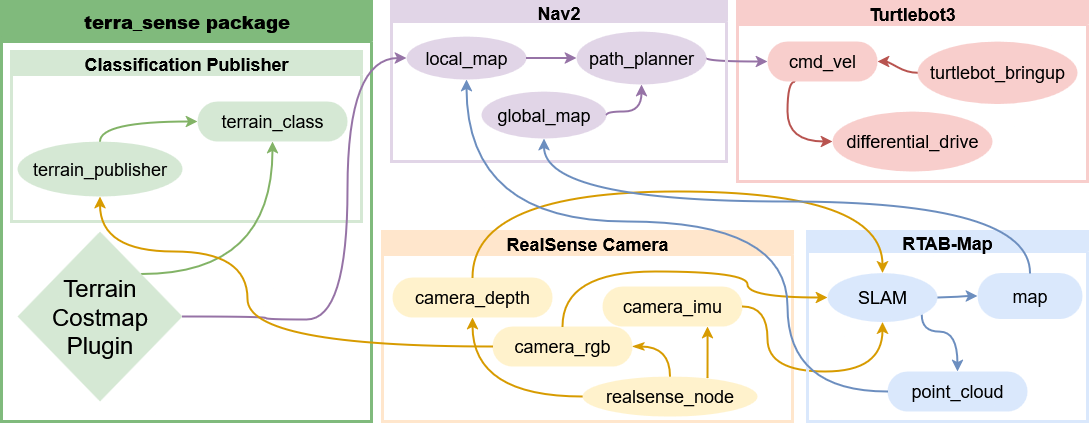 terra_sense package
Classification Publisher
terrain_class
terrain_publisher
Terrain
Costmap
Plugin
Nav2
local_map
path_planner
global_map
Turtlebot3
cmd_vel
turtlebot_bringup
differential_drive
RealSense Camera
camera_depth
camera_imu
camera_rgb
realsense_node
RTAB-Map
SLAM
map
point_cloud